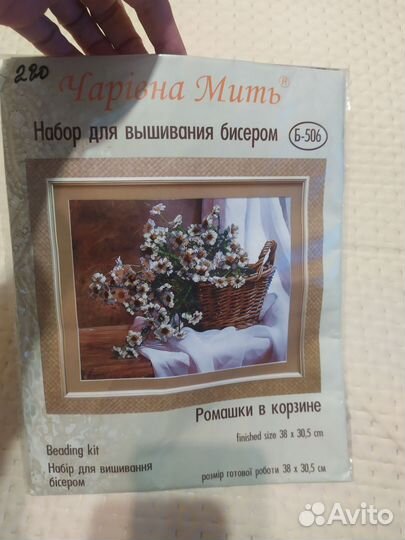 280
Чарівна Мить®
Набор для вышивания бисером Б-506
Ромашки в корзине
finished size 38 x 30,5 cm
Beading kit
Набір для вишивання
бісером
розмір готової роботи 38 x 30,5 см
Avito